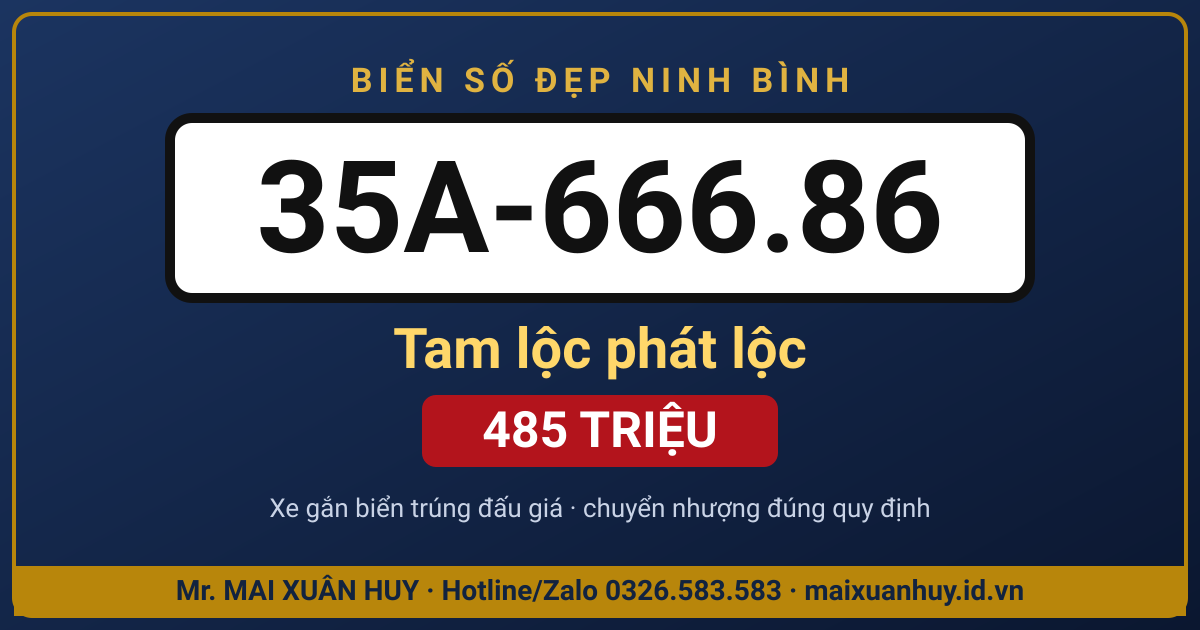 BIỂN SỐ ĐẸP NINH BÌNH
35A-666.86
Tam lộc phát lộc
485 TRIỆU
Xe gắn biển trúng đấu giá · chuyển nhượng đúng quy định
Mr. MAI XUÂN HUY · Hotline/Zalo 0326.583.583 · maixuanhuy.id.vn